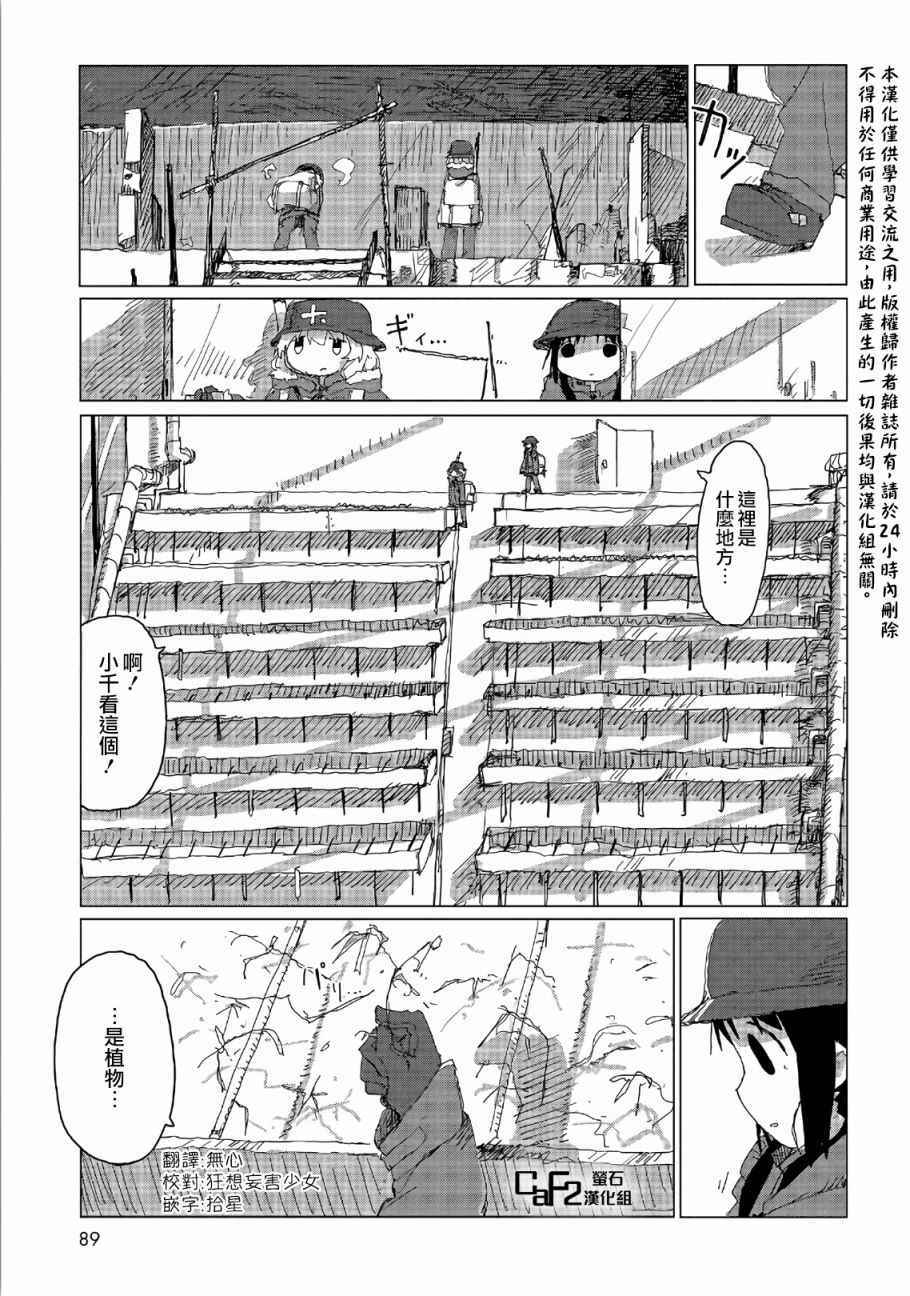 本漢化僅供學習交流之用，版權歸作者雜誌所有，請於24小時內刪除
不得用於任何商業用途，由此產生的一切後果均與漢化組無關。
カッ
ギィ…
這裡是
什麼地方…
啊！
小千看這個！
…是植物…
翻譯:無心
校對:狂想妄害少女
嵌字:拾星
CaF2
螢石
漢化組
89